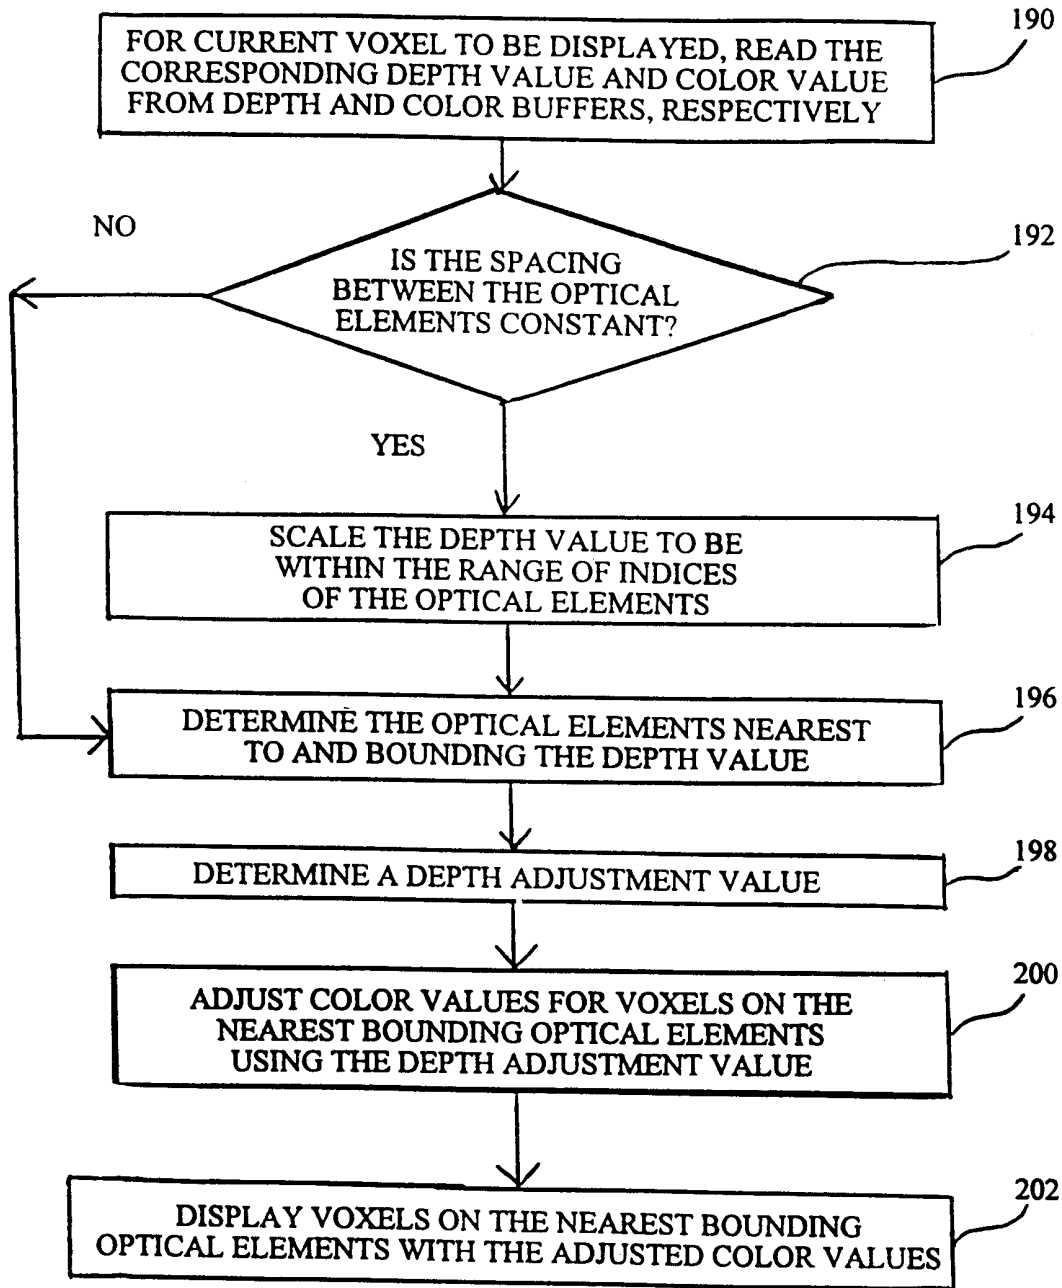 190
FOR CURRENT VOXEL TO BE DISPLAYED, READ THE
CORRESPONDING DEPTH VALUE AND COLOR VALUE
FROM DEPTH AND COLOR BUFFERS, RESPECTIVELY
NO
192
IS THE SPACING
BETWEEN THE OPTICAL
ELEMENTS CONSTANT?
YES
194
SCALE THE DEPTH VALUE TO BE
WITHIN THE RANGE OF INDICES
OF THE OPTICAL ELEMENTS
196
DETERMINE THE OPTICAL ELEMENTS NEAREST
TO AND BOUNDING THE DEPTH VALUE
198
DETERMINE A DEPTH ADJUSTMENT VALUE
200
ADJUST COLOR VALUES FOR VOXELS ON THE
NEAREST BOUNDING OPTICAL ELEMENTS
USING THE DEPTH ADJUSTMENT VALUE
202
DISPLAY VOXELS ON THE NEAREST BOUNDING
OPTICAL ELEMENTS WITH THE ADJUSTED COLOR VALUES